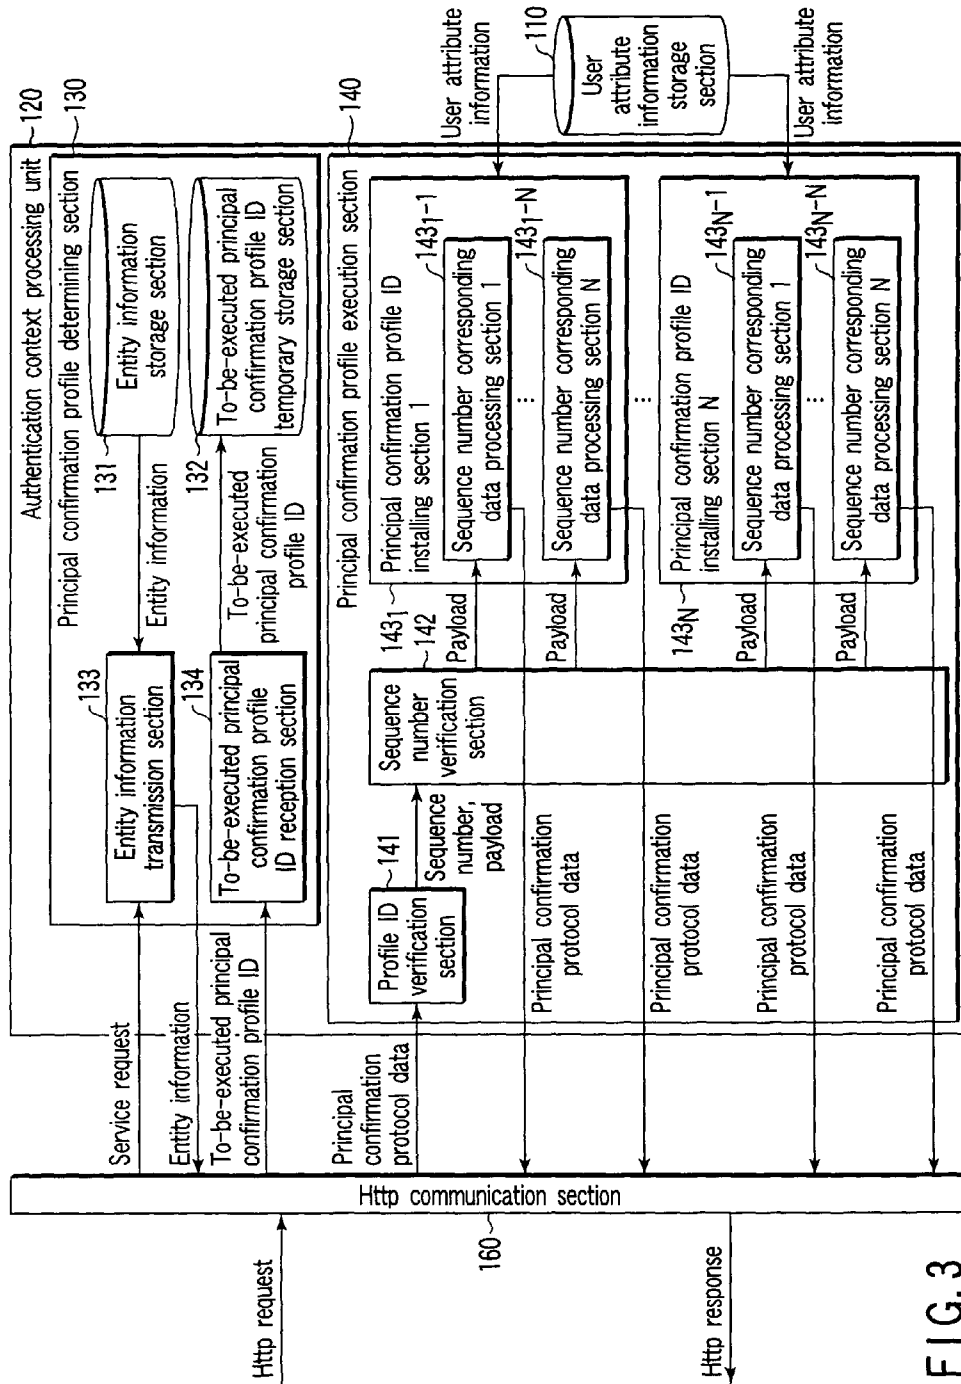 Authentication context processing unit
120
Principal confirmation profile determining section
130
131
Entity information
storage section
Entity information
133
Entity information
transmission section
132
To-be-executed principal
confirmation profile ID
temporary storage section
To-be-executed
principal confirmation
profile ID
134
To-be-executed principal
confirmation profile
ID reception section
Service request
Entity information
To-be-executed principal
confirmation profile ID
Principal confirmation profile execution section
140
Principal
confirmation
protocol data
141
Profile ID
verification
section
Sequence
number,
payload
142
Sequence
number
verification
section
143₁
Principal confirmation profile ID
installing section 1
143₁-1
Sequence number corresponding
data processing section 1
⋮
143₁-N
Sequence number corresponding
data processing section N
Payload
Payload
Principal confirmation
protocol data
Principal confirmation
protocol data
⋮
143N
Principal confirmation profile ID
installing section N
143N-1
Sequence number corresponding
data processing section 1
⋮
143N-N
Sequence number corresponding
data processing section N
Payload
Payload
Principal confirmation
protocol data
Principal confirmation
protocol data
User attribute
information
110
User
attribute
information
storage
section
User attribute
information
Http communication section
160
Http request
Http response
FIG. 3